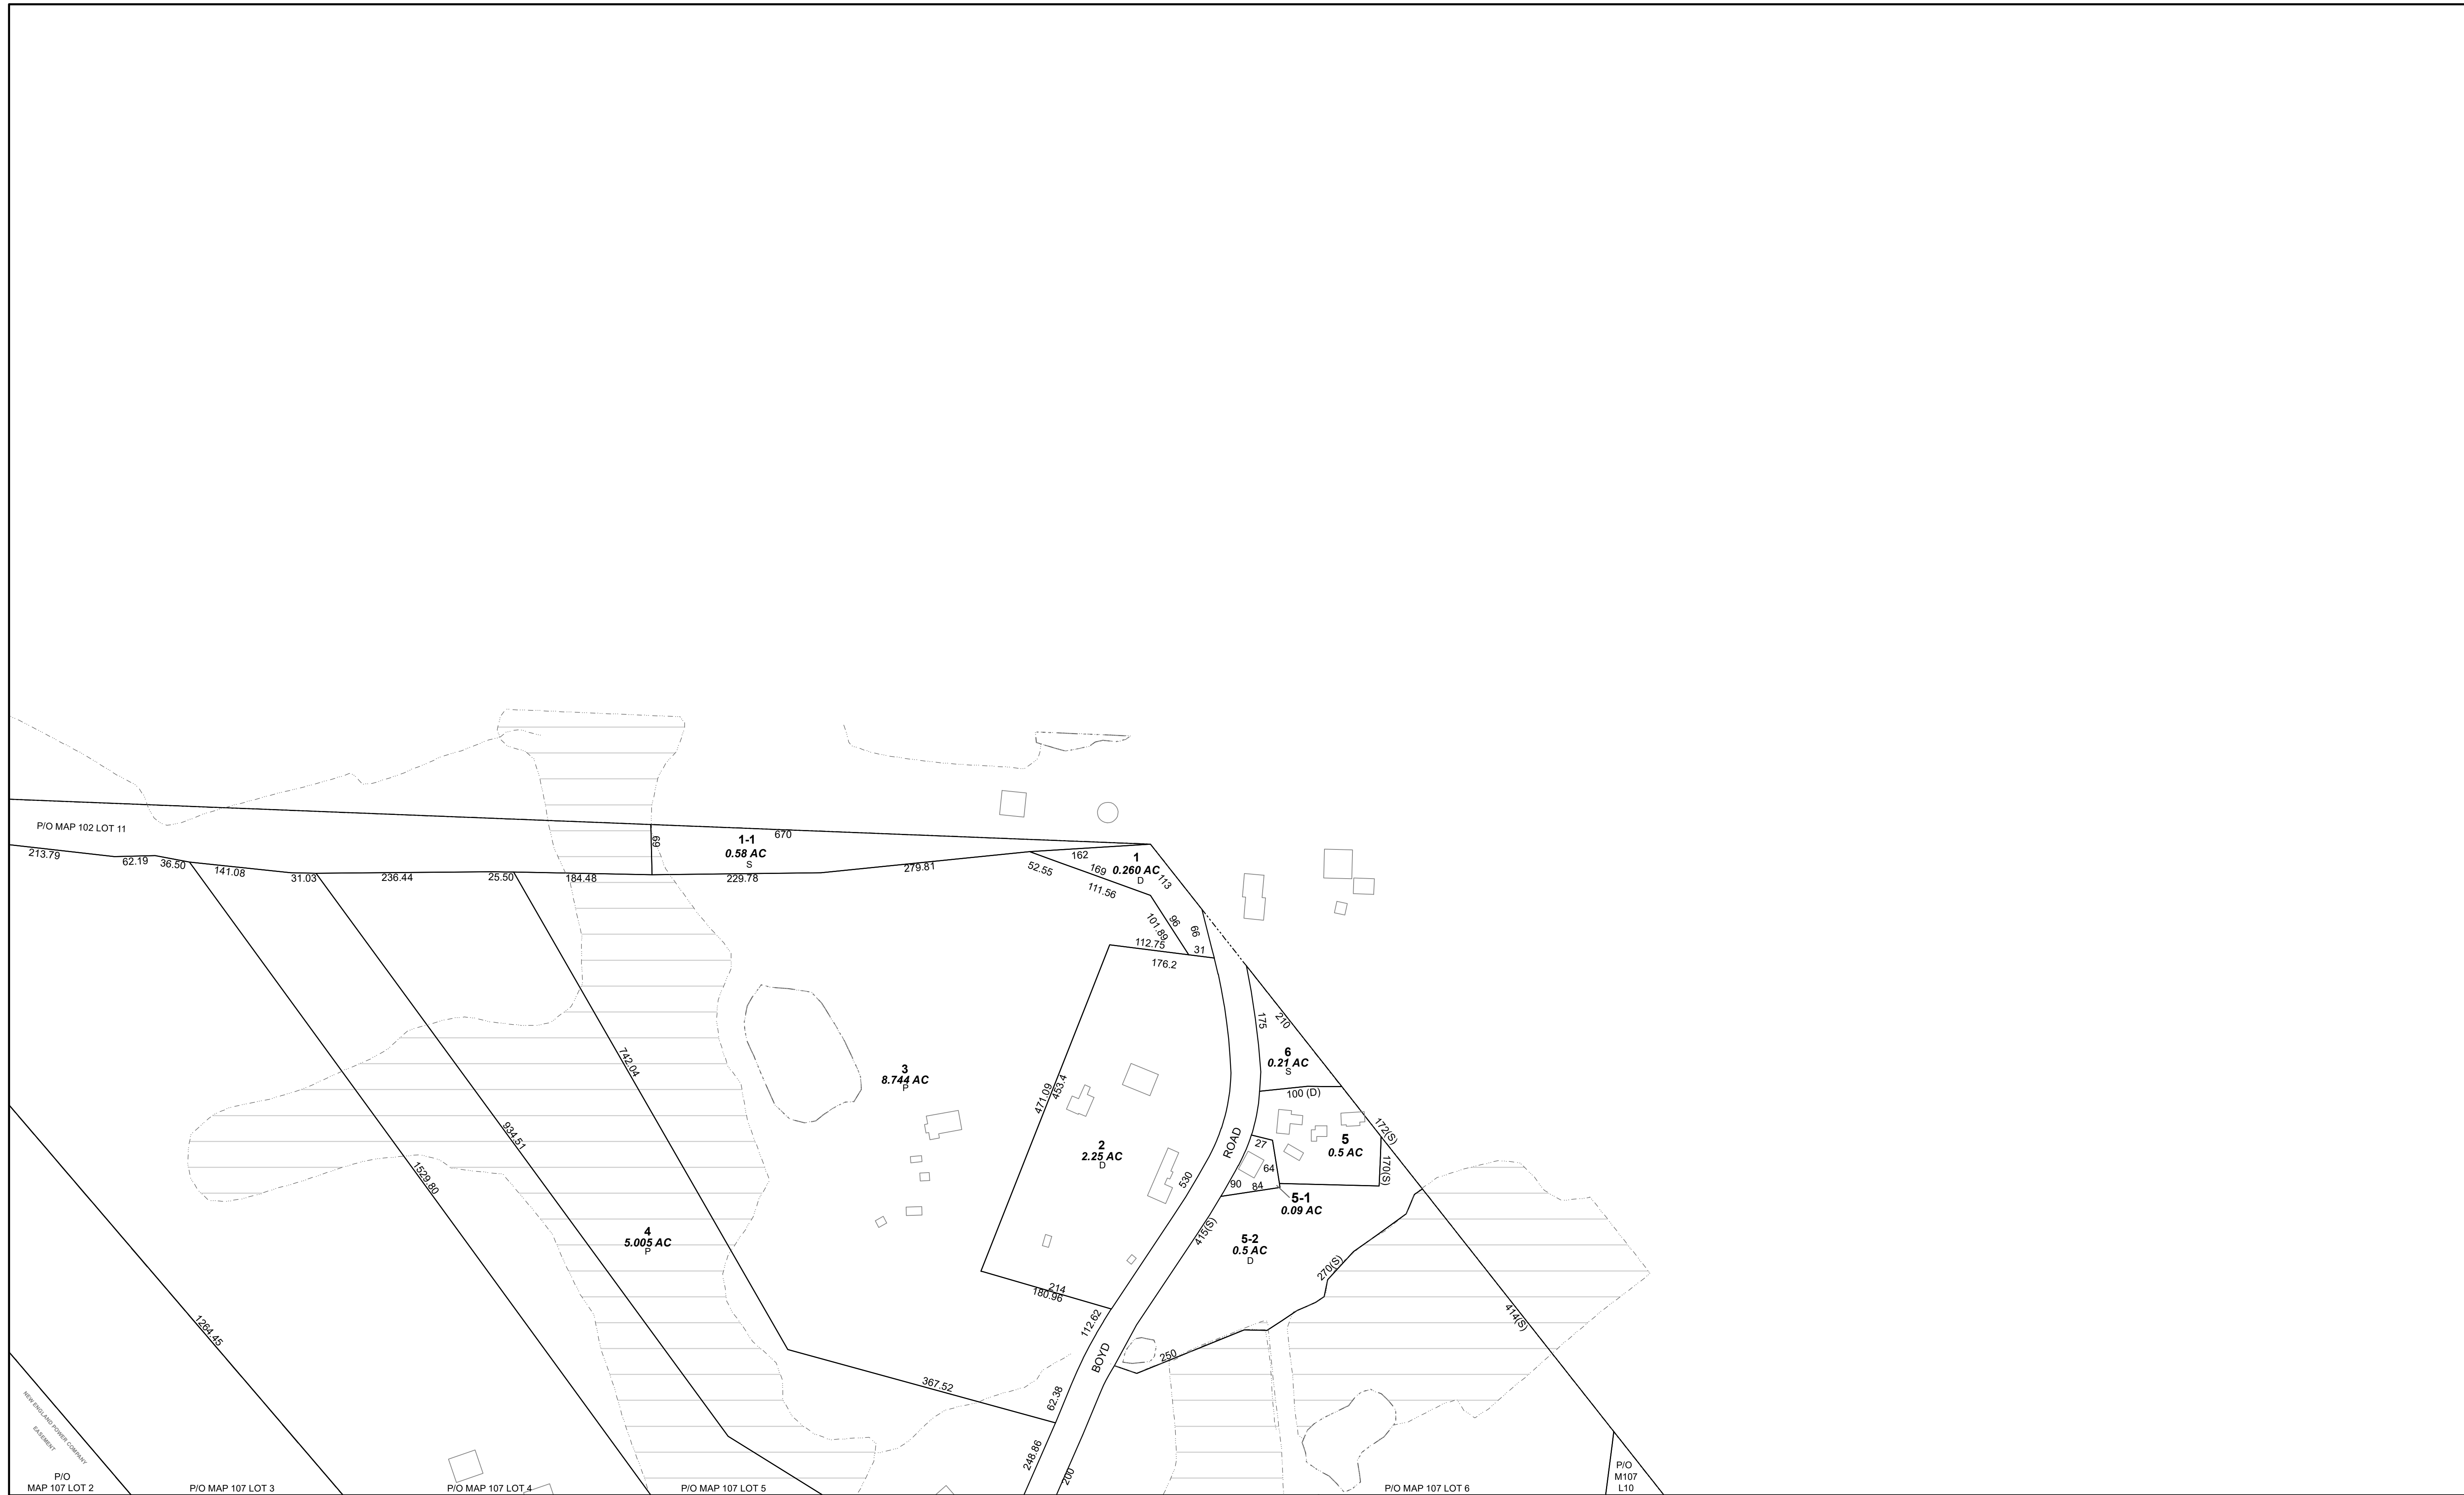 P/O MAP 102 LOT 11
213.79
62.19
36.50
141.08
31.03
236.44
25.50
184.48
69
1-1
0.58 AC
S
670
229.78
279.81
52.55
162
169
111.56
1
0.260 AC
D
113
96
101.89
66
31
112.75
176.2
210
175
6
0.21 AC
S
100 (D)
172(S)
5
0.5 AC
170(S)
27
64
90
84
5-1
0.09 AC
5-2
0.5 AC
D
415(S)
270(S)
250
414(S)
ROAD
530
471.09
453.4
2
2.25 AC
D
214
180.96
3
8.744 AC
P
742.04
934.51
1529.80
4
5.005 AC
P
1264.45
367.52
112.62
BOYD
62.38
248.86
200
NEW ENGLAND POWER COMPANY
EASEMENT
P/O
MAP 107 LOT 2
P/O MAP 107 LOT 3
P/O MAP 107 LOT 4
P/O MAP 107 LOT 5
P/O MAP 107 LOT 6
P/O
M107
L10